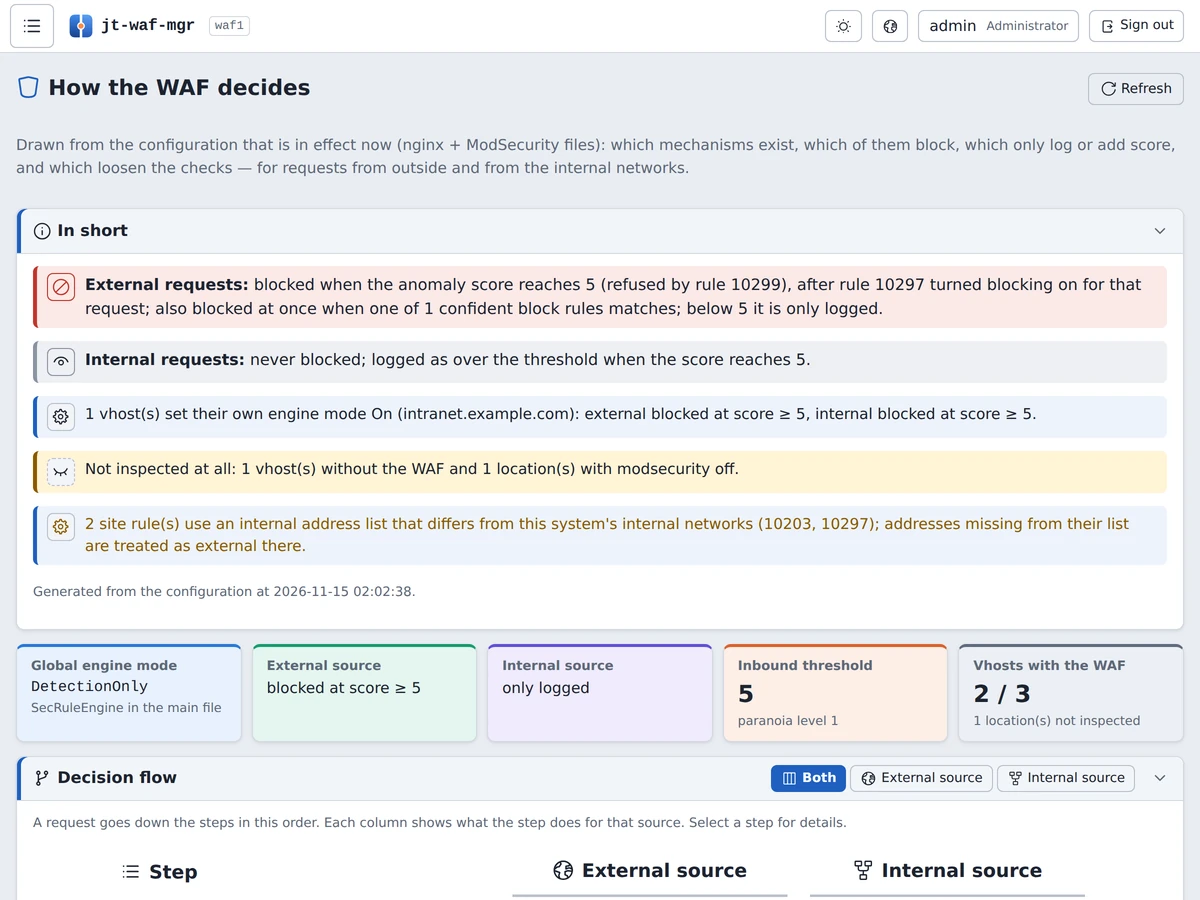 jt-waf-mgr waf1 admin Administrator Sign out
How the WAF decides Refresh
Drawn from the configuration that is in effect now (nginx + ModSecurity files): which mechanisms exist, which of them block, which only log or add score,
and which loosen the checks — for requests from outside and from the internal networks.
In short
External requests: blocked when the anomaly score reaches 5 (refused by rule 10299), after rule 10297 turned blocking on for that
request; also blocked at once when one of 1 confident block rules matches; below 5 it is only logged.
Internal requests: never blocked; logged as over the threshold when the score reaches 5.
1 vhost(s) set their own engine mode On (intranet.example.com): external blocked at score ≥ 5, internal blocked at score ≥ 5.
Not inspected at all: 1 vhost(s) without the WAF and 1 location(s) with modsecurity off.
2 site rule(s) use an internal address list that differs from this system's internal networks (10203, 10297); addresses missing from their list
are treated as external there.
Generated from the configuration at 2026-11-15 02:02:38.
Global engine mode
DetectionOnly
SecRuleEngine in the main file
External source
blocked at score ≥ 5
Internal source
only logged
Inbound threshold
5
paranoia level 1
Vhosts with the WAF
2 / 3
1 location(s) not inspected
Decision flow Both External source Internal source
A request goes down the steps in this order. Each column shows what the step does for that source. Select a step for details.
Step External source Internal source